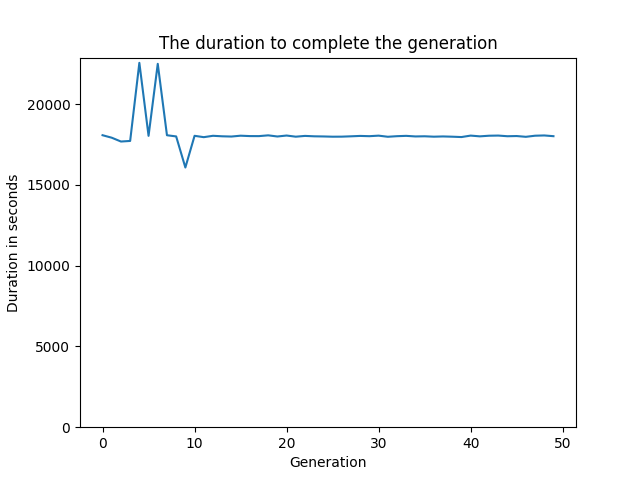 The duration to complete the generation
20000
15000
10000
5000
0
Duration in seconds
0 10 20 30 40 50
Generation